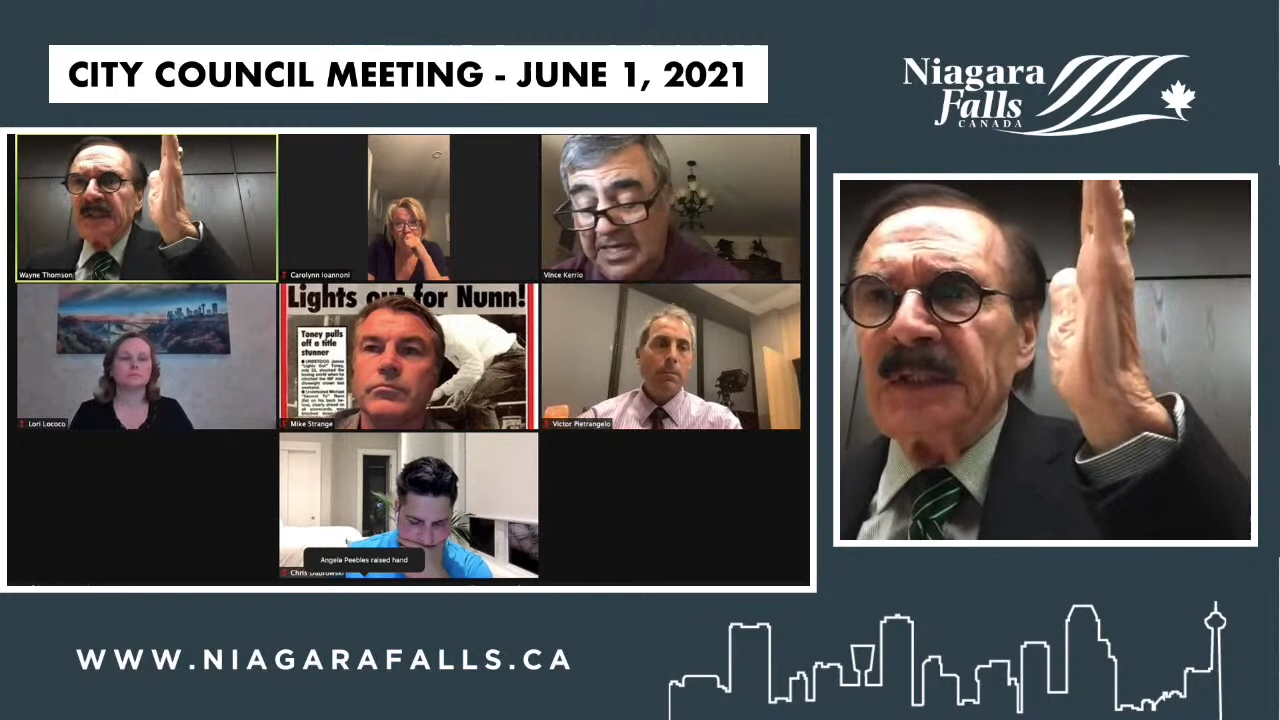 CITY COUNCIL MEETING - JUNE 1, 2021
Niagara
Falls
CANADA
Wayne Thomson
Carolynn Ioannoni
Vince Kerrio
Lights out for Nunn!
Toney pulls
off a title
stunner
Lori Lococo
Mike Strange
Victor Pietrangelo
Angela Peebles raised hand
Chris Dabrowski
WWW.NIAGARAFALLS.CA